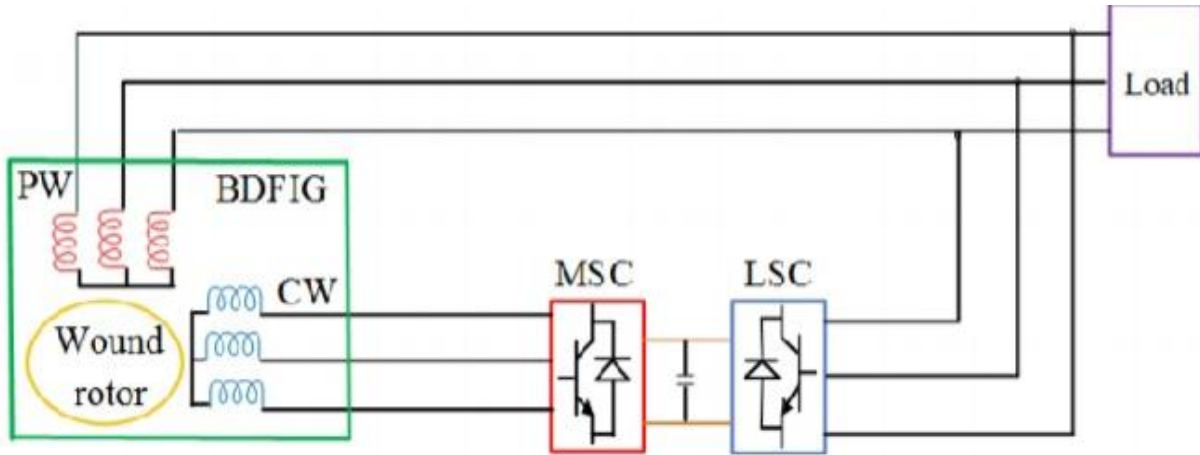 Load
PW
BDFIG
CW
MSC
LSC
Wound
rotor